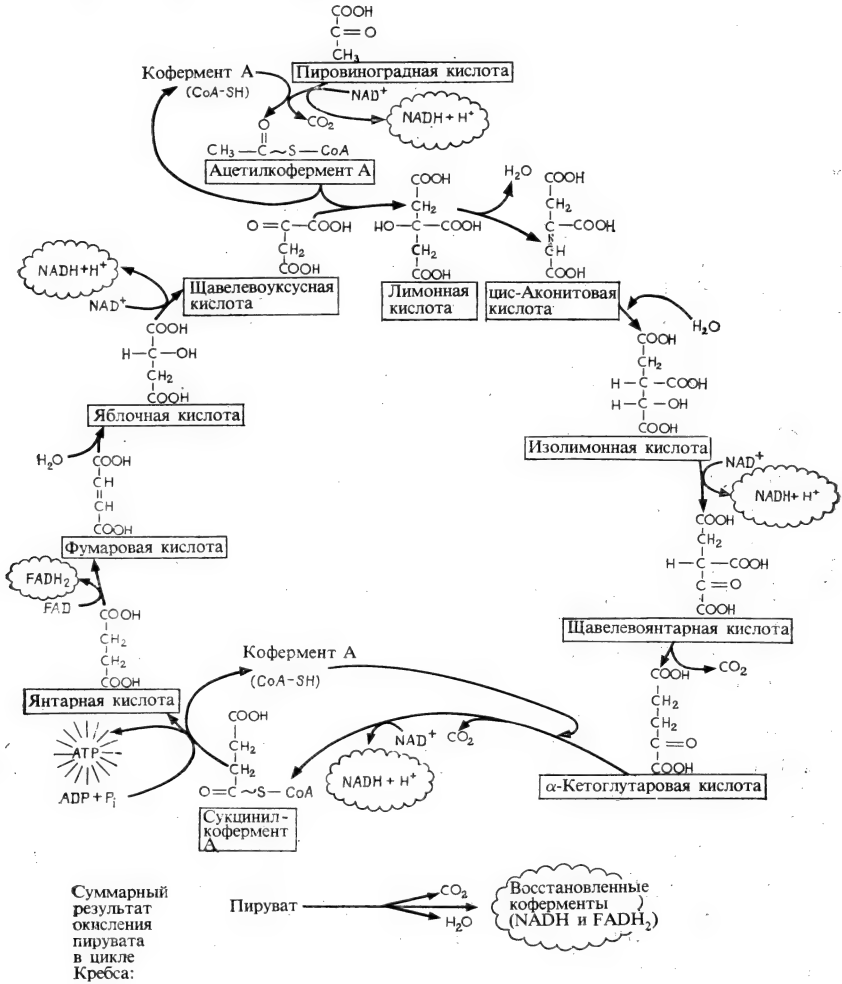 COOH
C=O
CH₃
Пировиноградная кислота
Кофермент А
(CoA-SH)
NAD⁺
CO₂
NADH + H⁺
O
CH₃—C~S—CoA
Ацетилкофермент А
COOH
CH₂
HO—C—COOH
CH₂
COOH
Лимонная
кислота
H₂O
COOH
CH₂
C—COOH
CH
COOH
цис-Аконитовая
кислота
O=C—COOH
CH₂
COOH
Щавелевоуксусная
кислота
NADH+H⁺
NAD⁺
H₂O
COOH
CH₂
H—C—COOH
H—C—OH
COOH
Изолимонная кислота
COOH
H—C—OH
CH₂
COOH
Яблочная кислота
NAD⁺
NADH+ H⁺
H₂O
COOH
CH
CH
COOH
Фумаровая кислота
COOH
CH₂
H—C—COOH
C=O
COOH
Щавелевоянтарная кислота
FADH₂
FAD
COOH
CH₂
CH₂
COOH
Янтарная кислота
CO₂
COOH
CH₂
CH₂
C=O
COOH
α-Кетоглутаровая кислота
Кофермент А
(CoA-SH)
NAD⁺
CO₂
NADH + H⁺
COOH
CH₂
CH₂
O=C~S—CoA
Сукцинил-
кофермент
А
ATP
ADP + Pᵢ
Суммарный
результат
окисления
пирувата
в цикле
Кребса:
Пируват
CO₂
H₂O
Восстановленные
коферменты
(NADH и FADH₂)